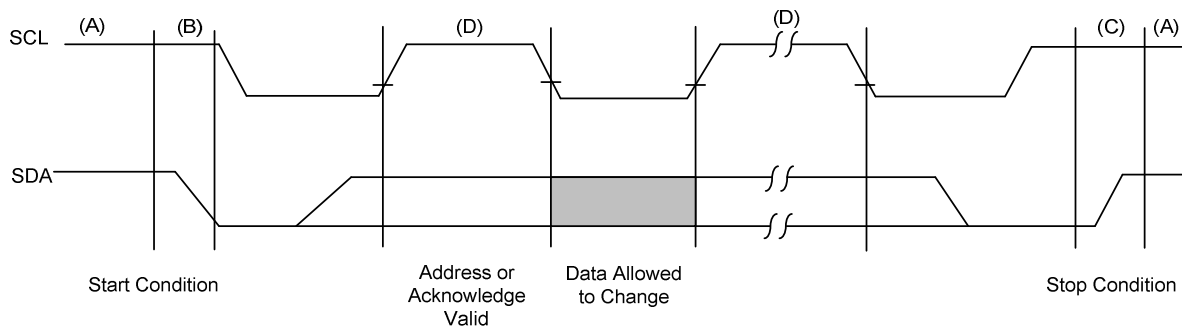 (A)
(B)
(D)
(D)
(C)
(A)
SCL
SDA
Start Condition
Address or
Acknowledge
Valid
Data Allowed
to Change
Stop Condition